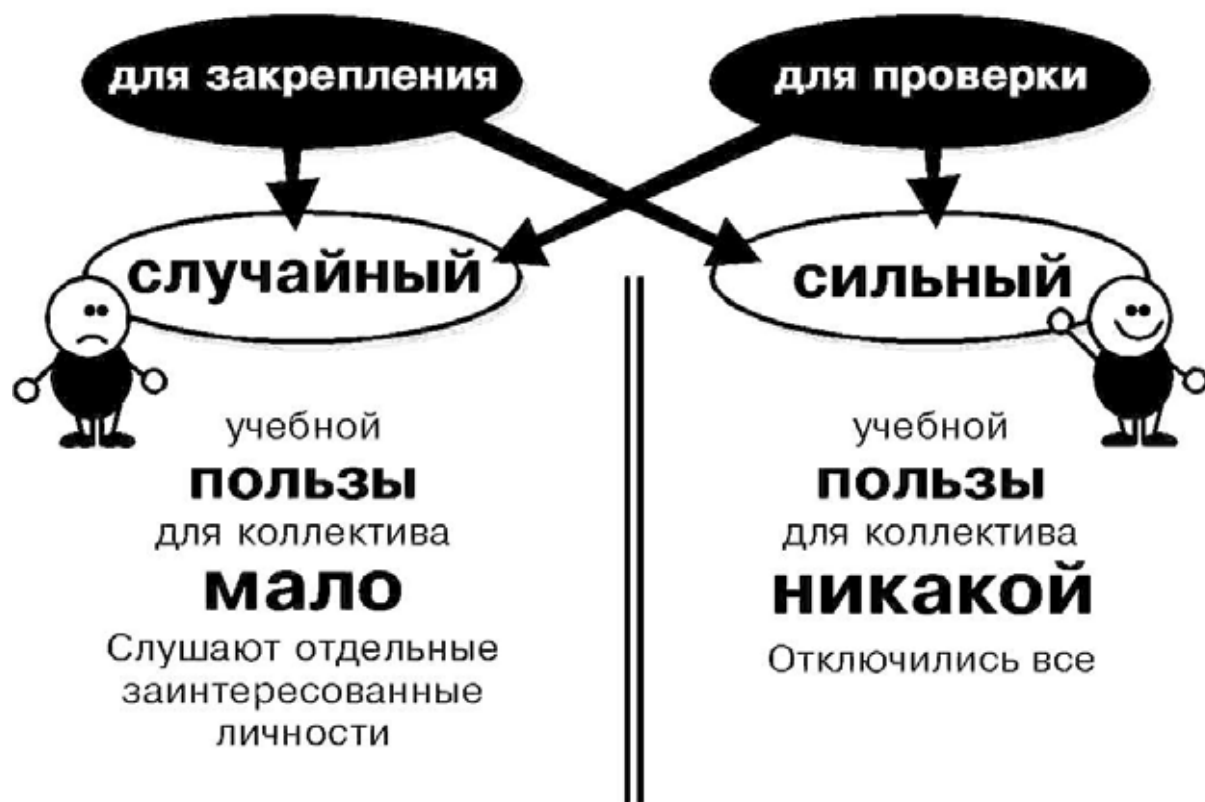 для закрепления
для проверки
случайный
сильный
учебной
пользы
для коллектива
мало
Слушают отдельные
заинтересованные
личности
учебной
пользы
для коллектива
никакой
Отключились все